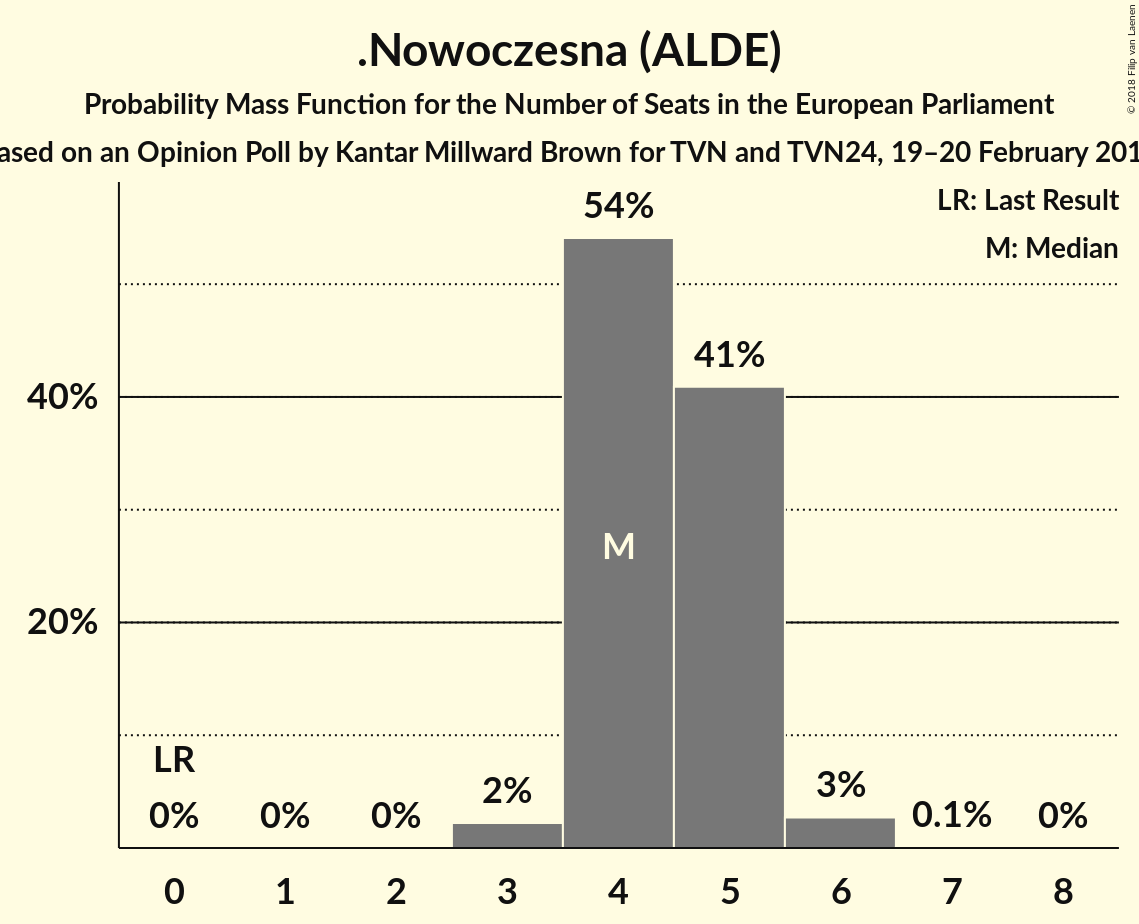 .Nowoczesna (ALDE)
Probability Mass Function for the Number of Seats in the European Parliament
ased on an Opinion Poll by Kantar Millward Brown for TVN and TVN24, 19–20 February 201
© 2018 Filip van Laenen
LR: Last Result
M: Median
54%
41%
40%
M
20%
LR
0%
0%
0%
2%
3%
0.1%
0%
0
1
2
3
4
5
6
7
8